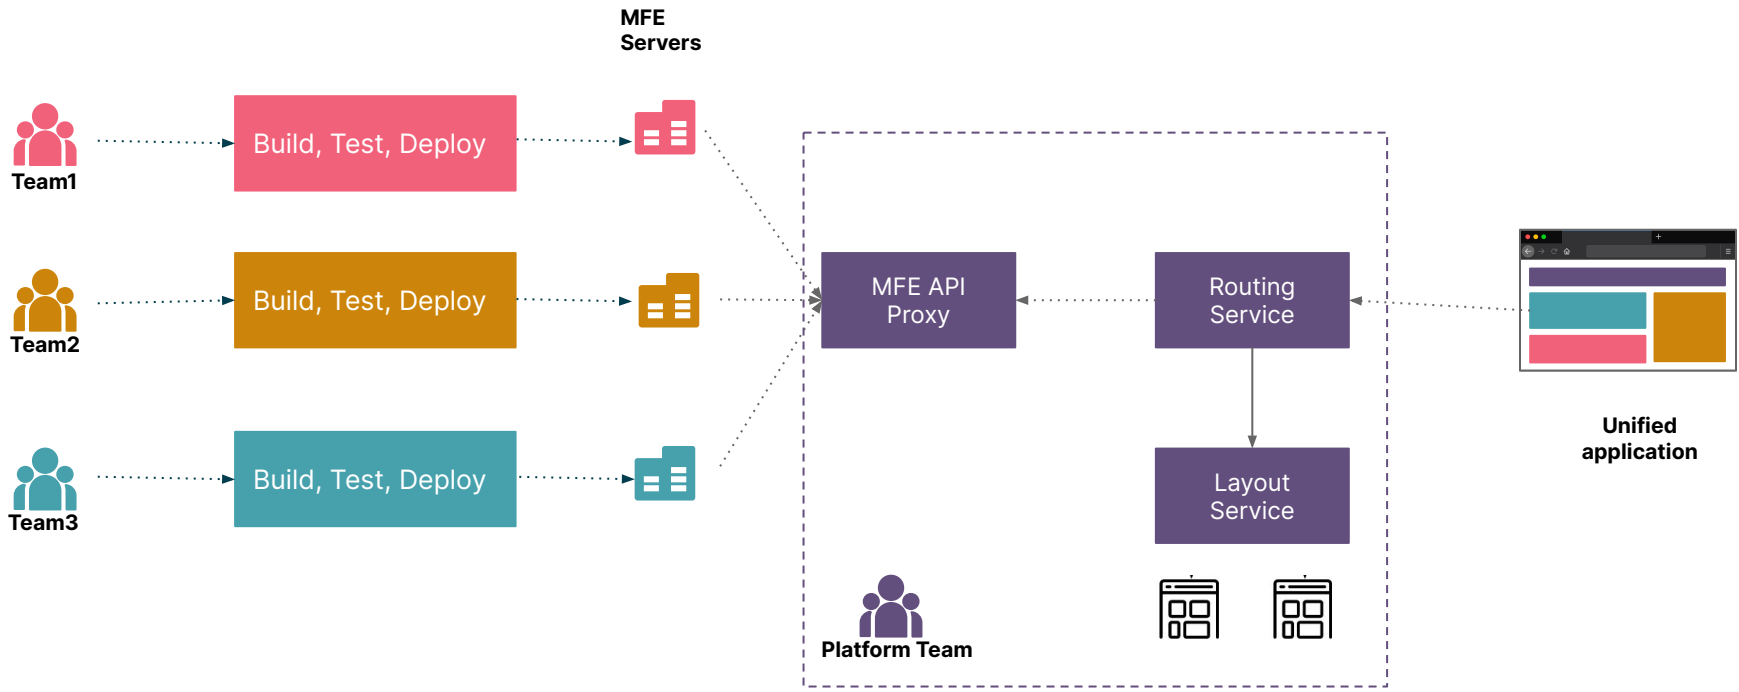 MFE
Servers
Team1
Build, Test, Deploy
Team2
Build, Test, Deploy
Team3
Build, Test, Deploy
MFE API
Proxy
Routing
Service
Layout
Service
Platform Team
Unified
application